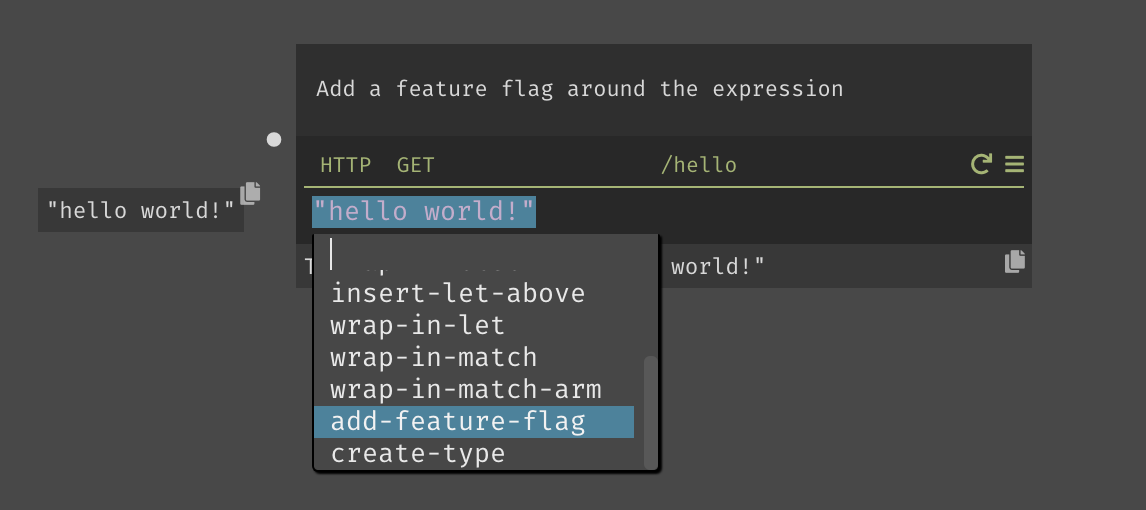 Add a feature flag around the expression
HTTP GET /hello
"hello world!"
"hello world!"
world!"
insert-let-above
wrap-in-let
wrap-in-match
wrap-in-match-arm
add-feature-flag
create-type